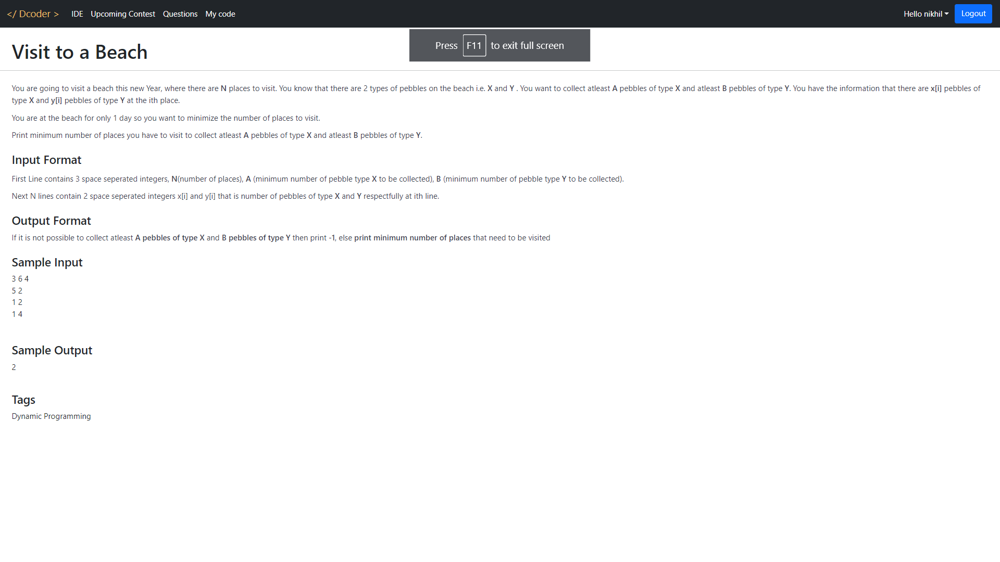 </ Dcoder > IDE Upcoming Contest Questions My code Hello nikhil Logout
Press F11 to exit full screen
Visit to a Beach
You are going to visit a beach this new Year, where there are N places to visit. You know that there are 2 types of pebbles on the beach i.e. X and Y . You want to collect atleast A pebbles of type X and atleast B pebbles of type Y. You have the information that there are x[i] pebbles of
type X and y[i] pebbles of type Y at the ith place.
You are at the beach for only 1 day so you want to minimize the number of places to visit.
Print minimum number of places you have to visit to collect atleast A pebbles of type X and atleast B pebbles of type Y.
Input Format
First Line contains 3 space seperated integers, N(number of places), A (minimum number of pebble type X to be collected), B (minimum number of pebble type Y to be collected).
Next N lines contain 2 space seperated integers x[i] and y[i] that is number of pebbles of type X and Y respectfully at ith line.
Output Format
If it is not possible to collect atleast A pebbles of type X and B pebbles of type Y then print -1, else print minimum number of places that need to be visited
Sample Input
3 6 4
5 2
1 2
1 4
Sample Output
2
Tags
Dynamic Programming